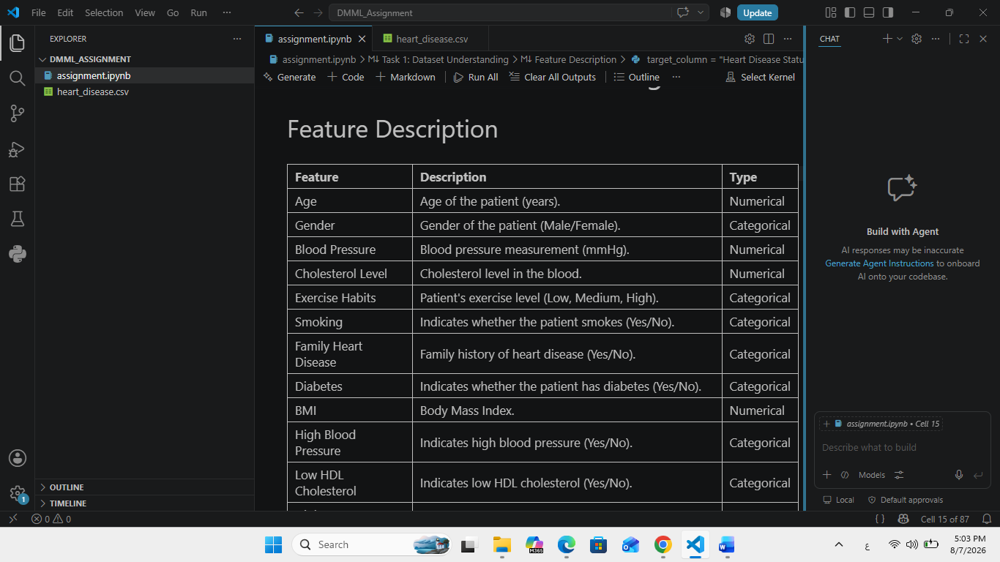 File Edit Selection View Go Run ··· DMML_Assignment Update
EXPLORER ···
DMML_ASSIGNMENT
assignment.ipynb
heart_disease.csv
OUTLINE
TIMELINE
assignment.ipynb heart_disease.csv ···
assignment.ipynb > M↓ Task 1: Dataset Understanding > M↓ Feature Description > target_column = "Heart Disease Statu
Generate + Code + Markdown Run All Clear All Outputs Outline ··· Select Kernel
Feature Description
Feature Description Type
Age Age of the patient (years). Numerical
Gender Gender of the patient (Male/Female). Categorical
Blood Pressure Blood pressure measurement (mmHg). Numerical
Cholesterol Level Cholesterol level in the blood. Numerical
Exercise Habits Patient's exercise level (Low, Medium, High). Categorical
Smoking Indicates whether the patient smokes (Yes/No). Categorical
Family Heart
Disease Family history of heart disease (Yes/No). Categorical
Diabetes Indicates whether the patient has diabetes (Yes/No). Categorical
BMI Body Mass Index. Numerical
High Blood
Pressure Indicates high blood pressure (Yes/No). Categorical
Low HDL
Cholesterol Indicates low HDL cholesterol (Yes/No). Categorical
CHAT
Build with Agent
AI responses may be inaccurate
Generate Agent Instructions to onboard
AI onto your codebase.
+ assignment.ipynb • Cell 15
Describe what to build
Models
Local Default approvals
1
0 0 Cell 15 of 87
Search
M365
ع
5:03 PM
8/7/2026